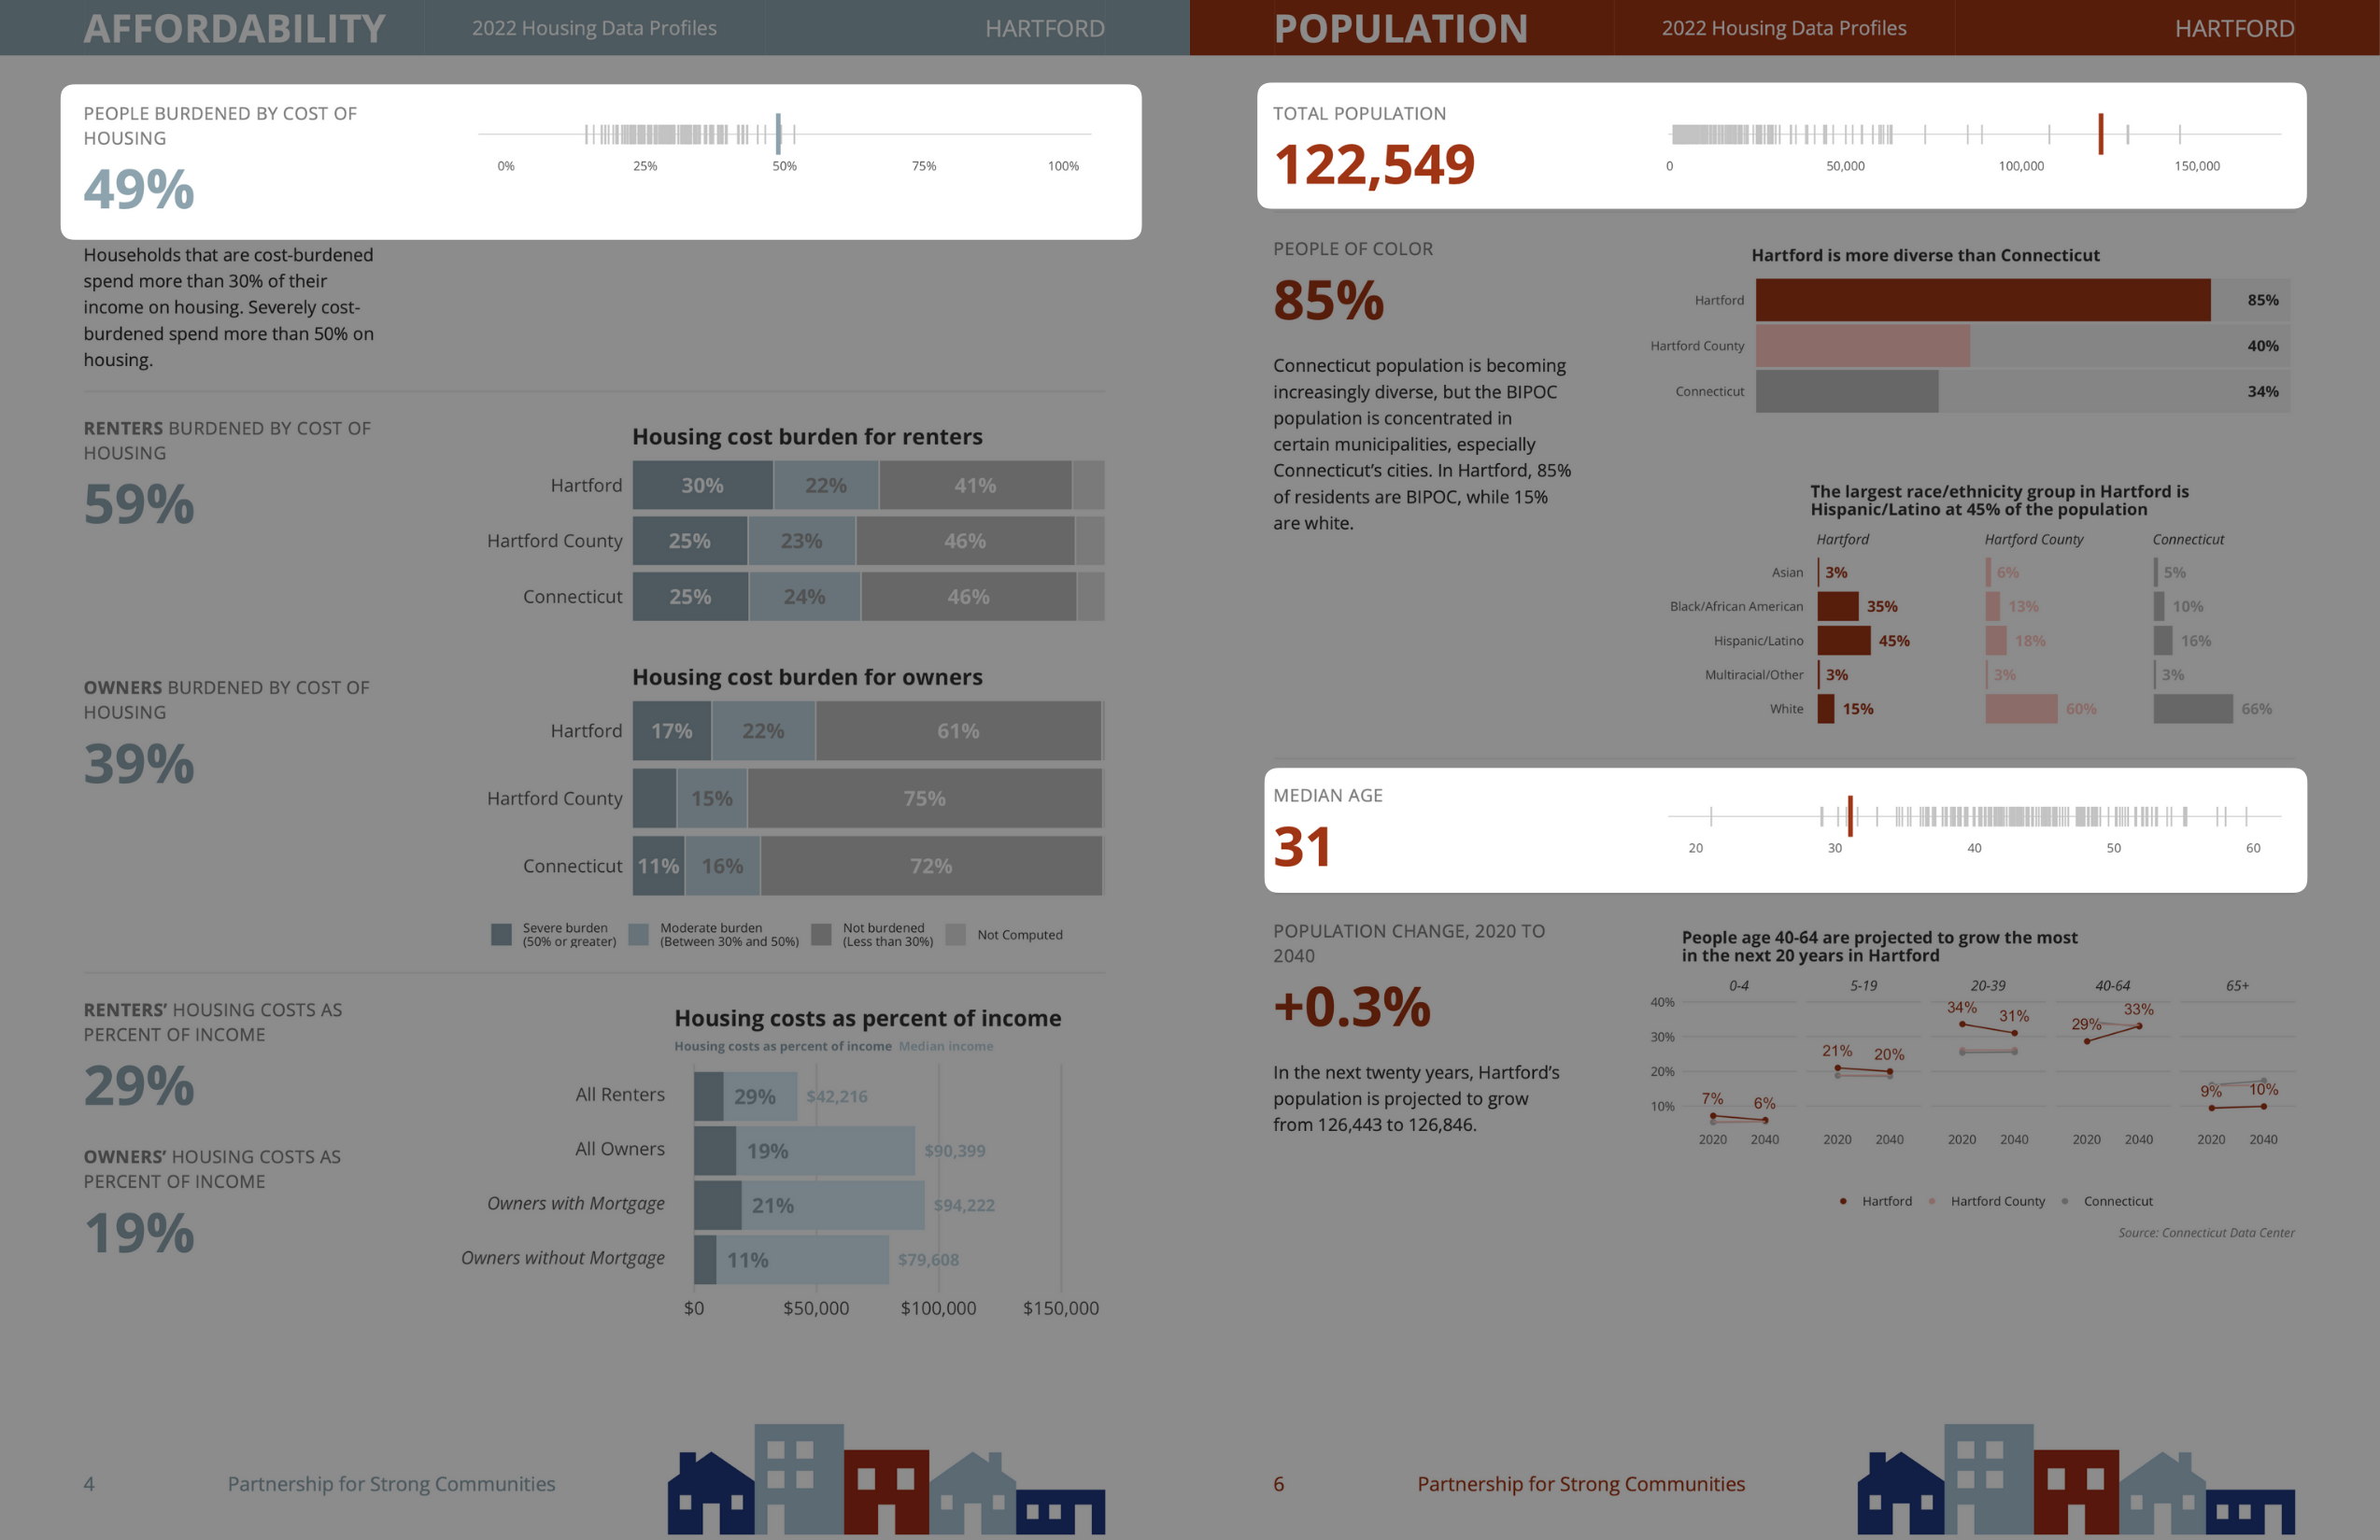 AFFORDABILITY
2022 Housing Data Profiles
HARTFORD
PEOPLE BURDENED BY COST OF
HOUSING
49%
0% 25% 50% 75% 100%
Households that are cost-burdened
spend more than 30% of their
income on housing. Severely cost-
burdened spend more than 50% on
housing.
RENTERS BURDENED BY COST OF
HOUSING
59%
Housing cost burden for renters
Hartford 30% 22% 41%
Hartford County 25% 23% 46%
Connecticut 25% 24% 46%
OWNERS BURDENED BY COST OF
HOUSING
39%
Housing cost burden for owners
Hartford 17% 22% 61%
Hartford County 15% 75%
Connecticut 11% 16% 72%
Severe burden
(50% or greater)
Moderate burden
(Between 30% and 50%)
Not burdened
(Less than 30%)
Not Computed
RENTERS’ HOUSING COSTS AS
PERCENT OF INCOME
29%
OWNERS’ HOUSING COSTS AS
PERCENT OF INCOME
19%
Housing costs as percent of income
Housing costs as percent of income Median income
All Renters 29% $42,216
All Owners 19% $90,399
Owners with Mortgage 21% $94,222
Owners without Mortgage 11% $79,608
$0 $50,000 $100,000 $150,000
4
Partnership for Strong Communities
POPULATION
2022 Housing Data Profiles
HARTFORD
TOTAL POPULATION
122,549
0 50,000 100,000 150,000
PEOPLE OF COLOR
85%
Connecticut population is becoming
increasingly diverse, but the BIPOC
population is concentrated in
certain municipalities, especially
Connecticut’s cities. In Hartford, 85%
of residents are BIPOC, while 15%
are white.
Hartford is more diverse than Connecticut
Hartford 85%
Hartford County 40%
Connecticut 34%
The largest race/ethnicity group in Hartford is
Hispanic/Latino at 45% of the population
Hartford Hartford County Connecticut
Asian 3% 6% 5%
Black/African American 35% 13% 10%
Hispanic/Latino 45% 18% 16%
Multiracial/Other 3% 3% 3%
White 15% 60% 66%
MEDIAN AGE
31
20 30 40 50 60
POPULATION CHANGE, 2020 TO
2040
+0.3%
In the next twenty years, Hartford’s
population is projected to grow
from 126,443 to 126,846.
People age 40-64 are projected to grow the most
in the next 20 years in Hartford
0-4 5-19 20-39 40-64 65+
40%
30%
20%
10%
7% 6%
21% 20%
34% 31%
29% 33%
9% 10%
2020 2040 2020 2040 2020 2040 2020 2040 2020 2040
Hartford Hartford County Connecticut
Source: Connecticut Data Center
6
Partnership for Strong Communities